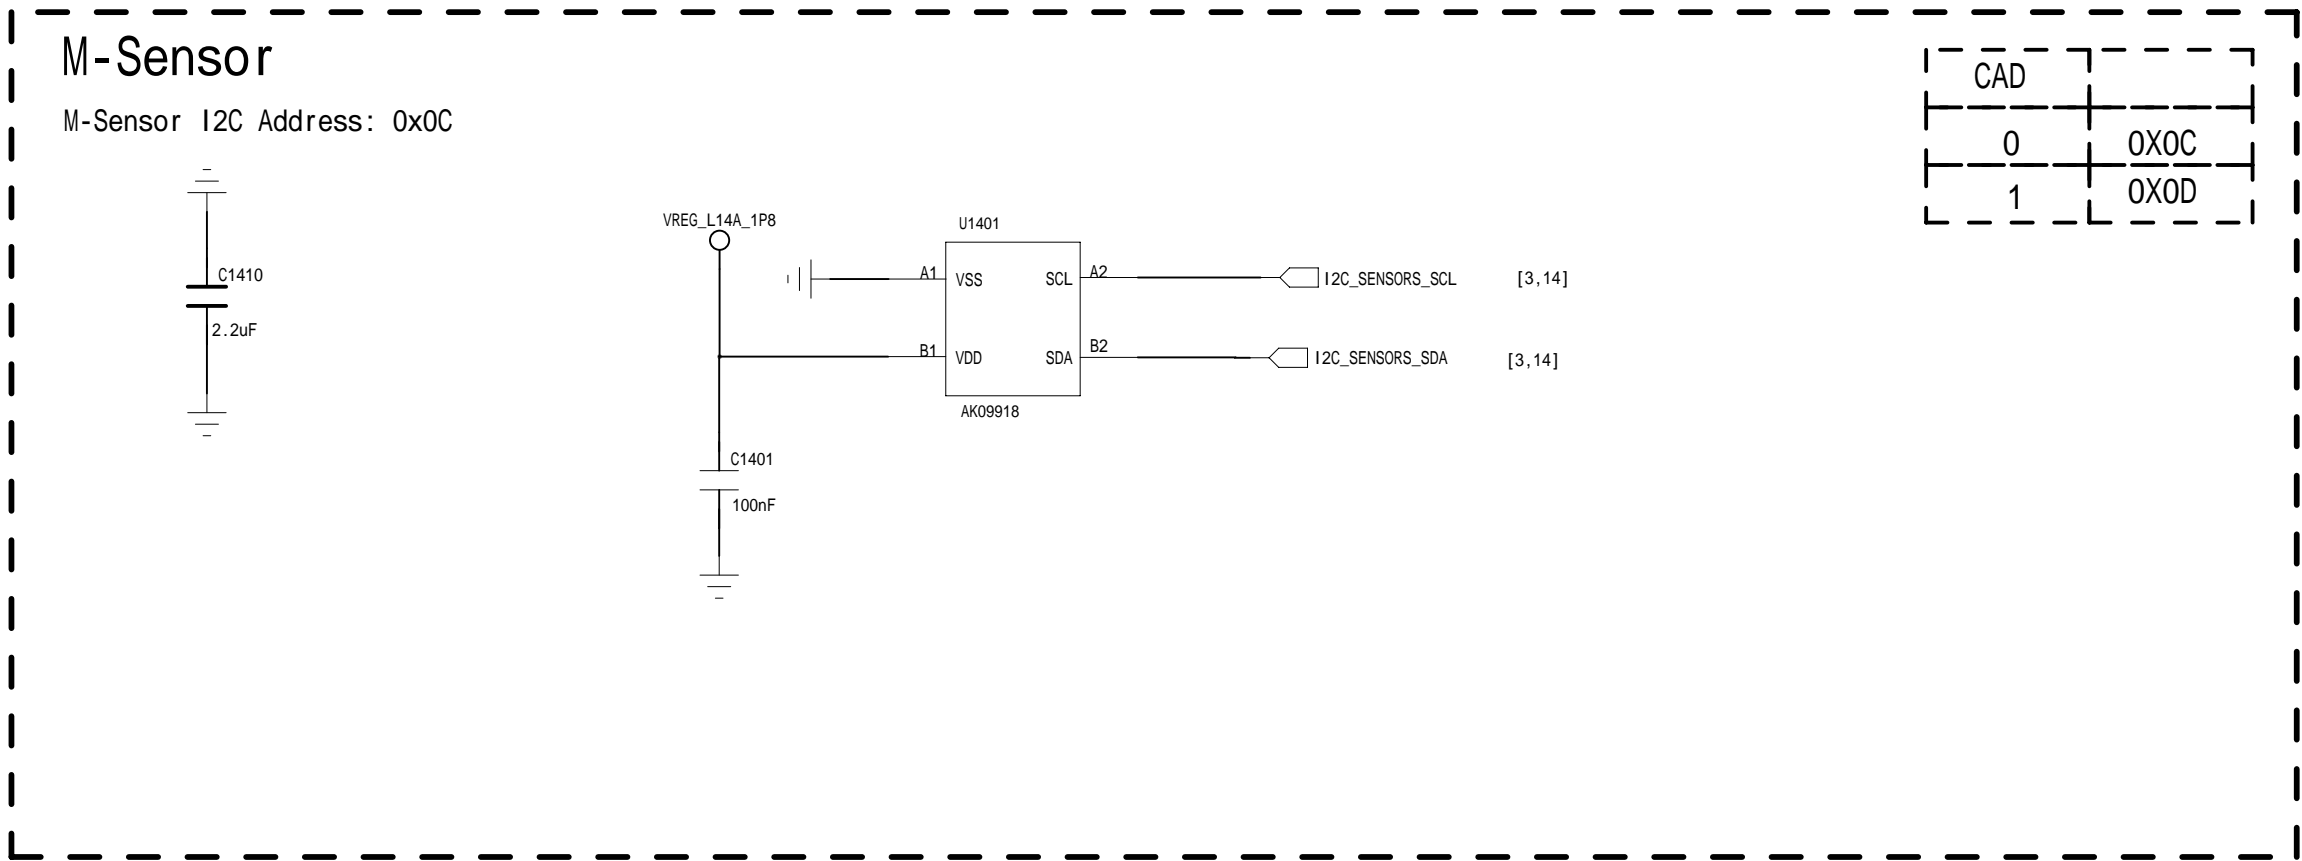 M-Sensor
M-Sensor I2C Address: 0x0C
CAD
0 0X0C
1 0X0D
C1410
2.2uF
VREG_L14A_1P8
U1401
A1 VSS SCL A2 I2C_SENSORS_SCL [3,14]
B1 VDD SDA B2 I2C_SENSORS_SDA [3,14]
AK09918
C1401
100nF